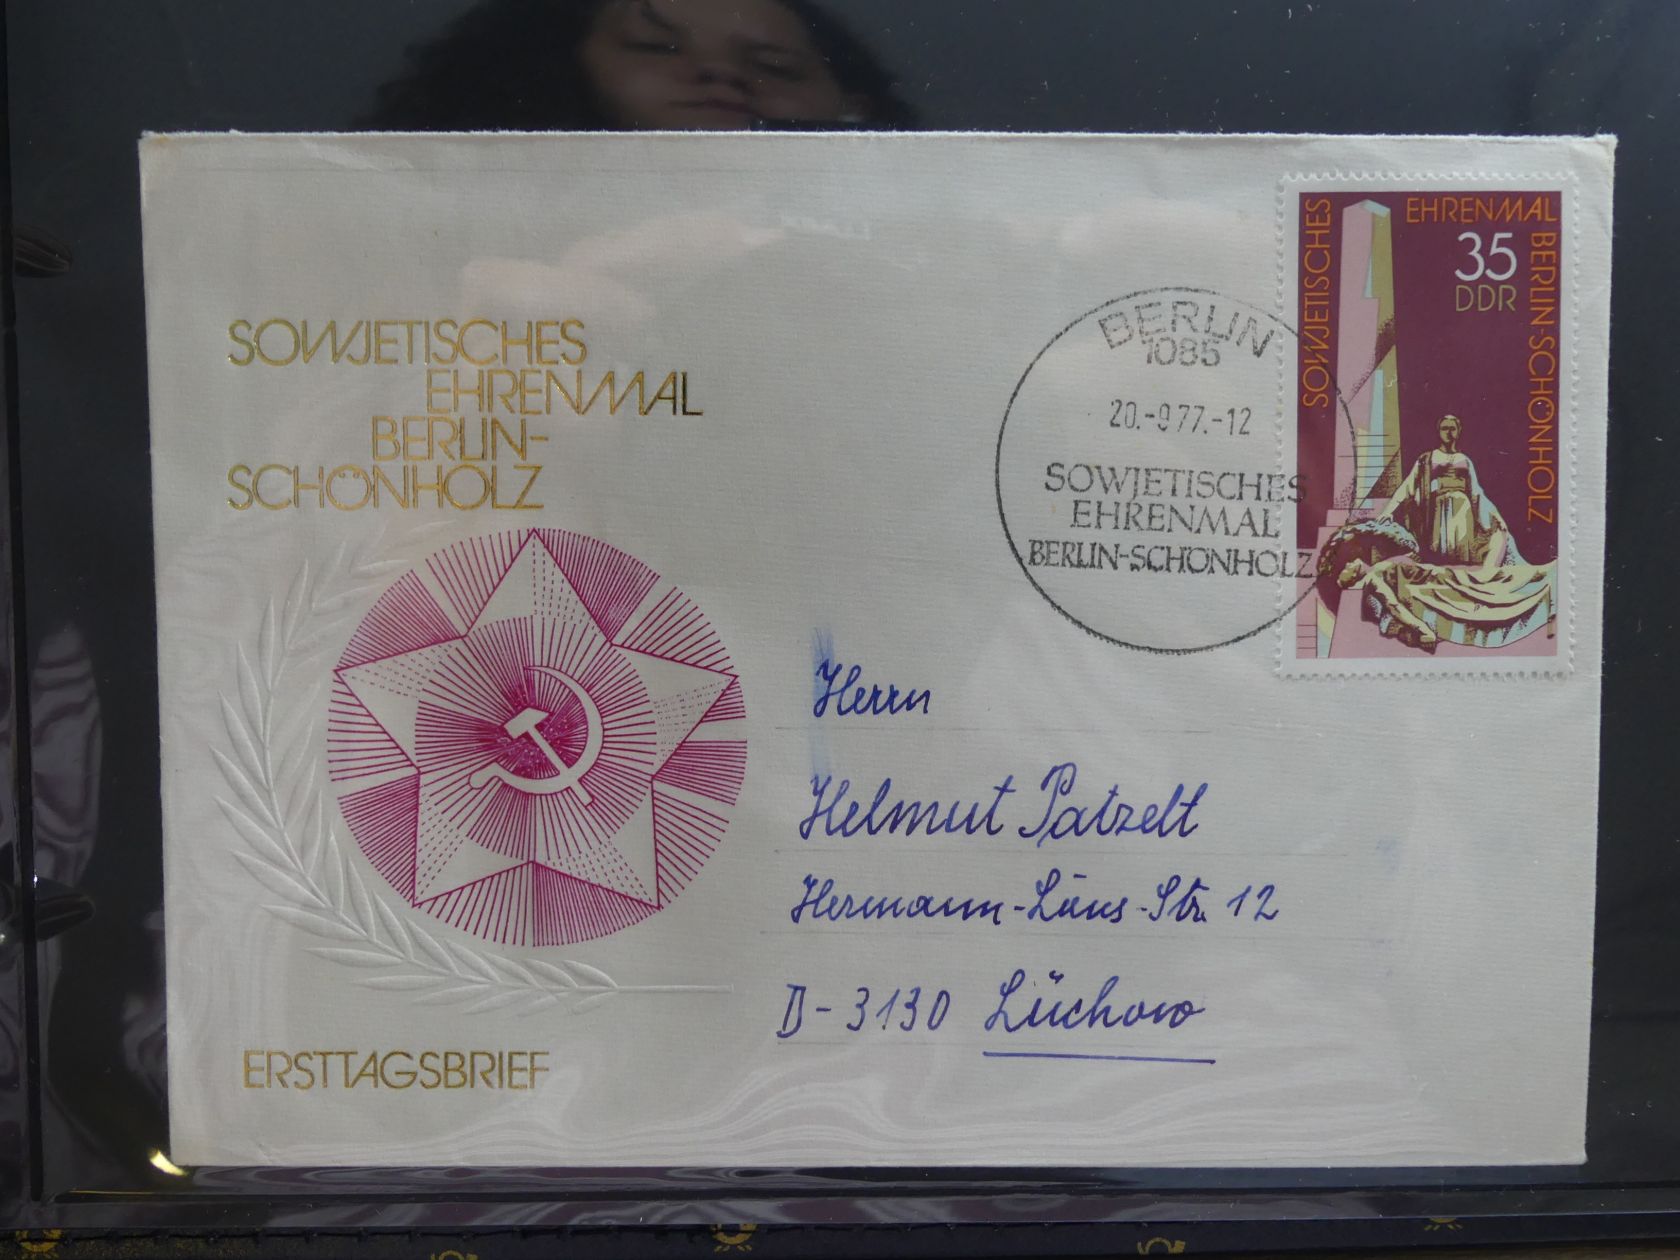 SOWJETISCHES
EHRENMAL
BERLIN-
SCHÖNHOLZ
ERSTTAGSBRIEF
BERLIN
1085
20.-9.77.-12
SOWJETISCHES
EHRENMAL
BERLIN-SCHÖNHOLZ
SOWJETISCHES
EHRENMAL
BERLIN-SCHÖNHOLZ
35
DDR
Herrn
Helmut Patzelt
Hermann-Löns-Str. 12
D-3130 Lüchow